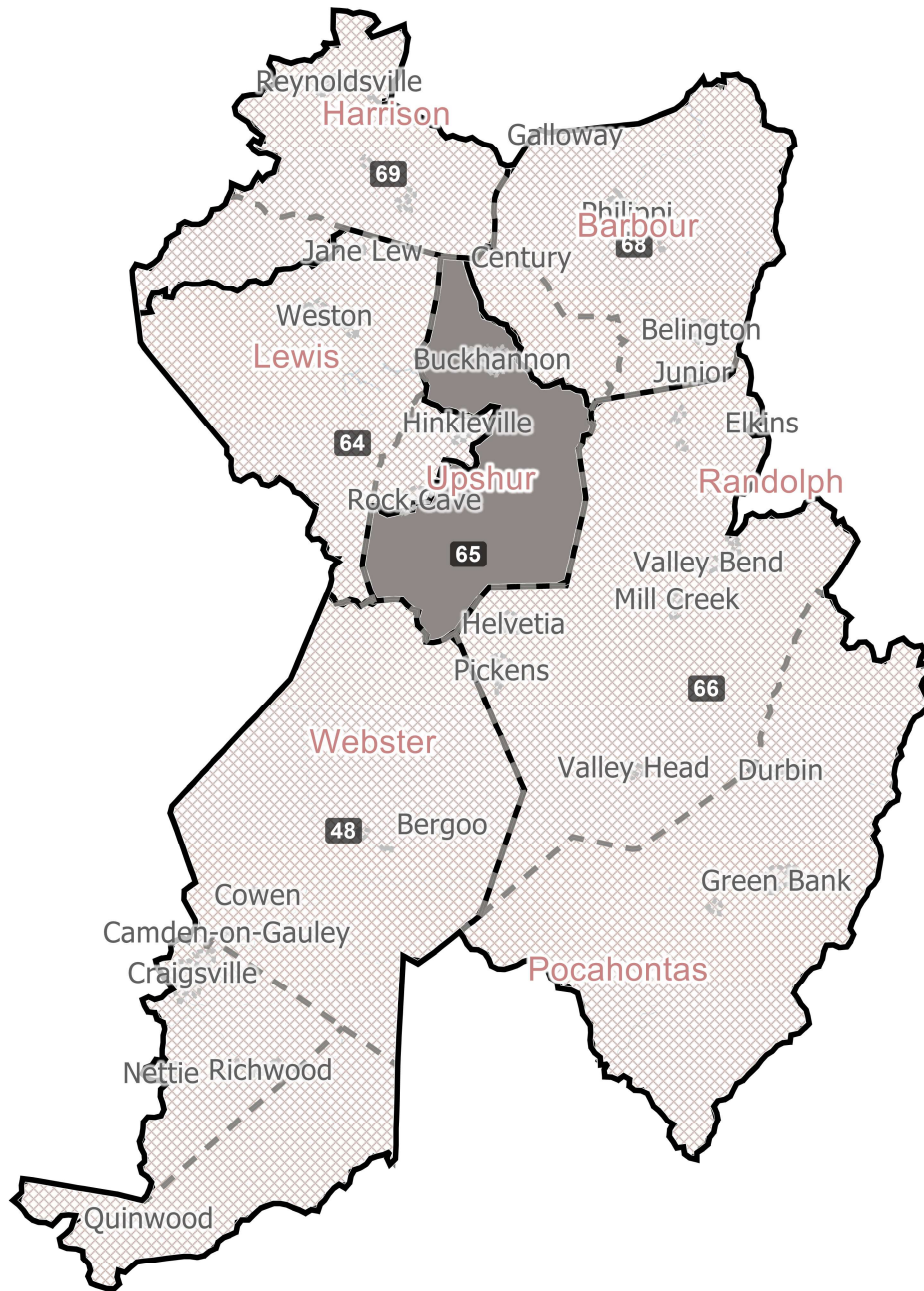 Reynoldsville
Harrison
Galloway
69
Philippi
Barbour
68
Jane Lew
Century
Weston
Belington
Lewis
Buckhannon
Junior
Hinkleville
Elkins
64
Upshur
Randolph
Rock Cave
65
Valley Bend
Mill Creek
Helvetia
Pickens
66
Webster
Valley Head
Durbin
48
Bergoo
Green Bank
Cowen
Camden-on-Gauley
Craigsville
Pocahontas
Nettie
Richwood
Quinwood